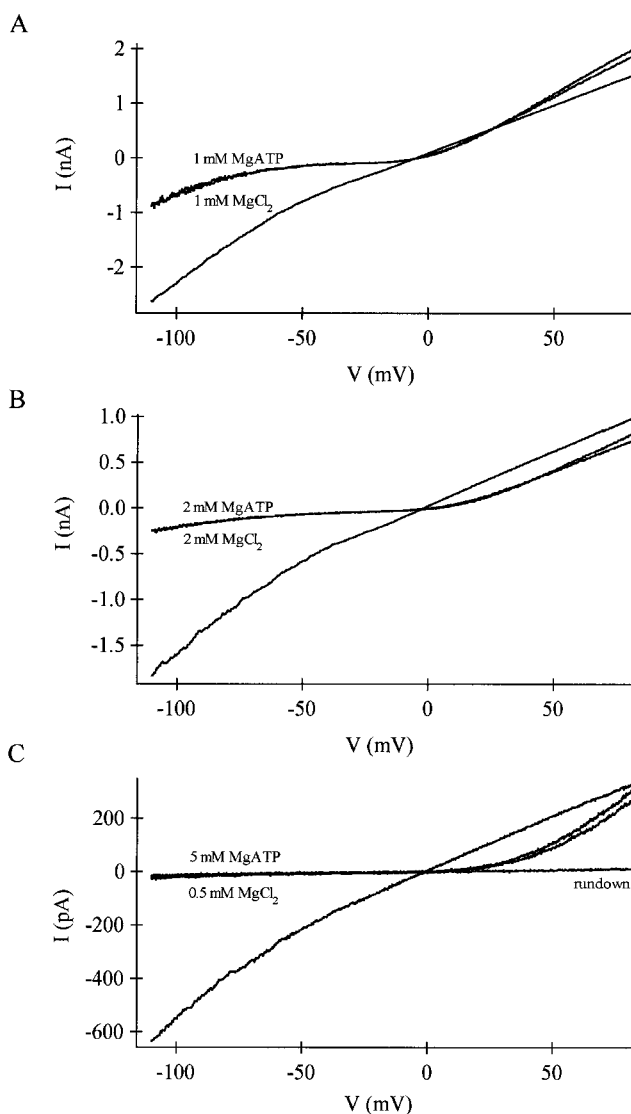 A
2
1
0
-1
-2
I (nA)
1 mM MgATP
1 mM MgCl₂
-100 -50 0 50
V (mV)
B
1.0
0.5
0.0
-0.5
-1.0
-1.5
I (nA)
2 mM MgATP
2 mM MgCl₂
-100 -50 0 50
V (mV)
C
200
0
-200
-400
-600
I (pA)
5 mM MgATP
0.5 mM MgCl₂
rundown
-100 -50 0 50
V (mV)